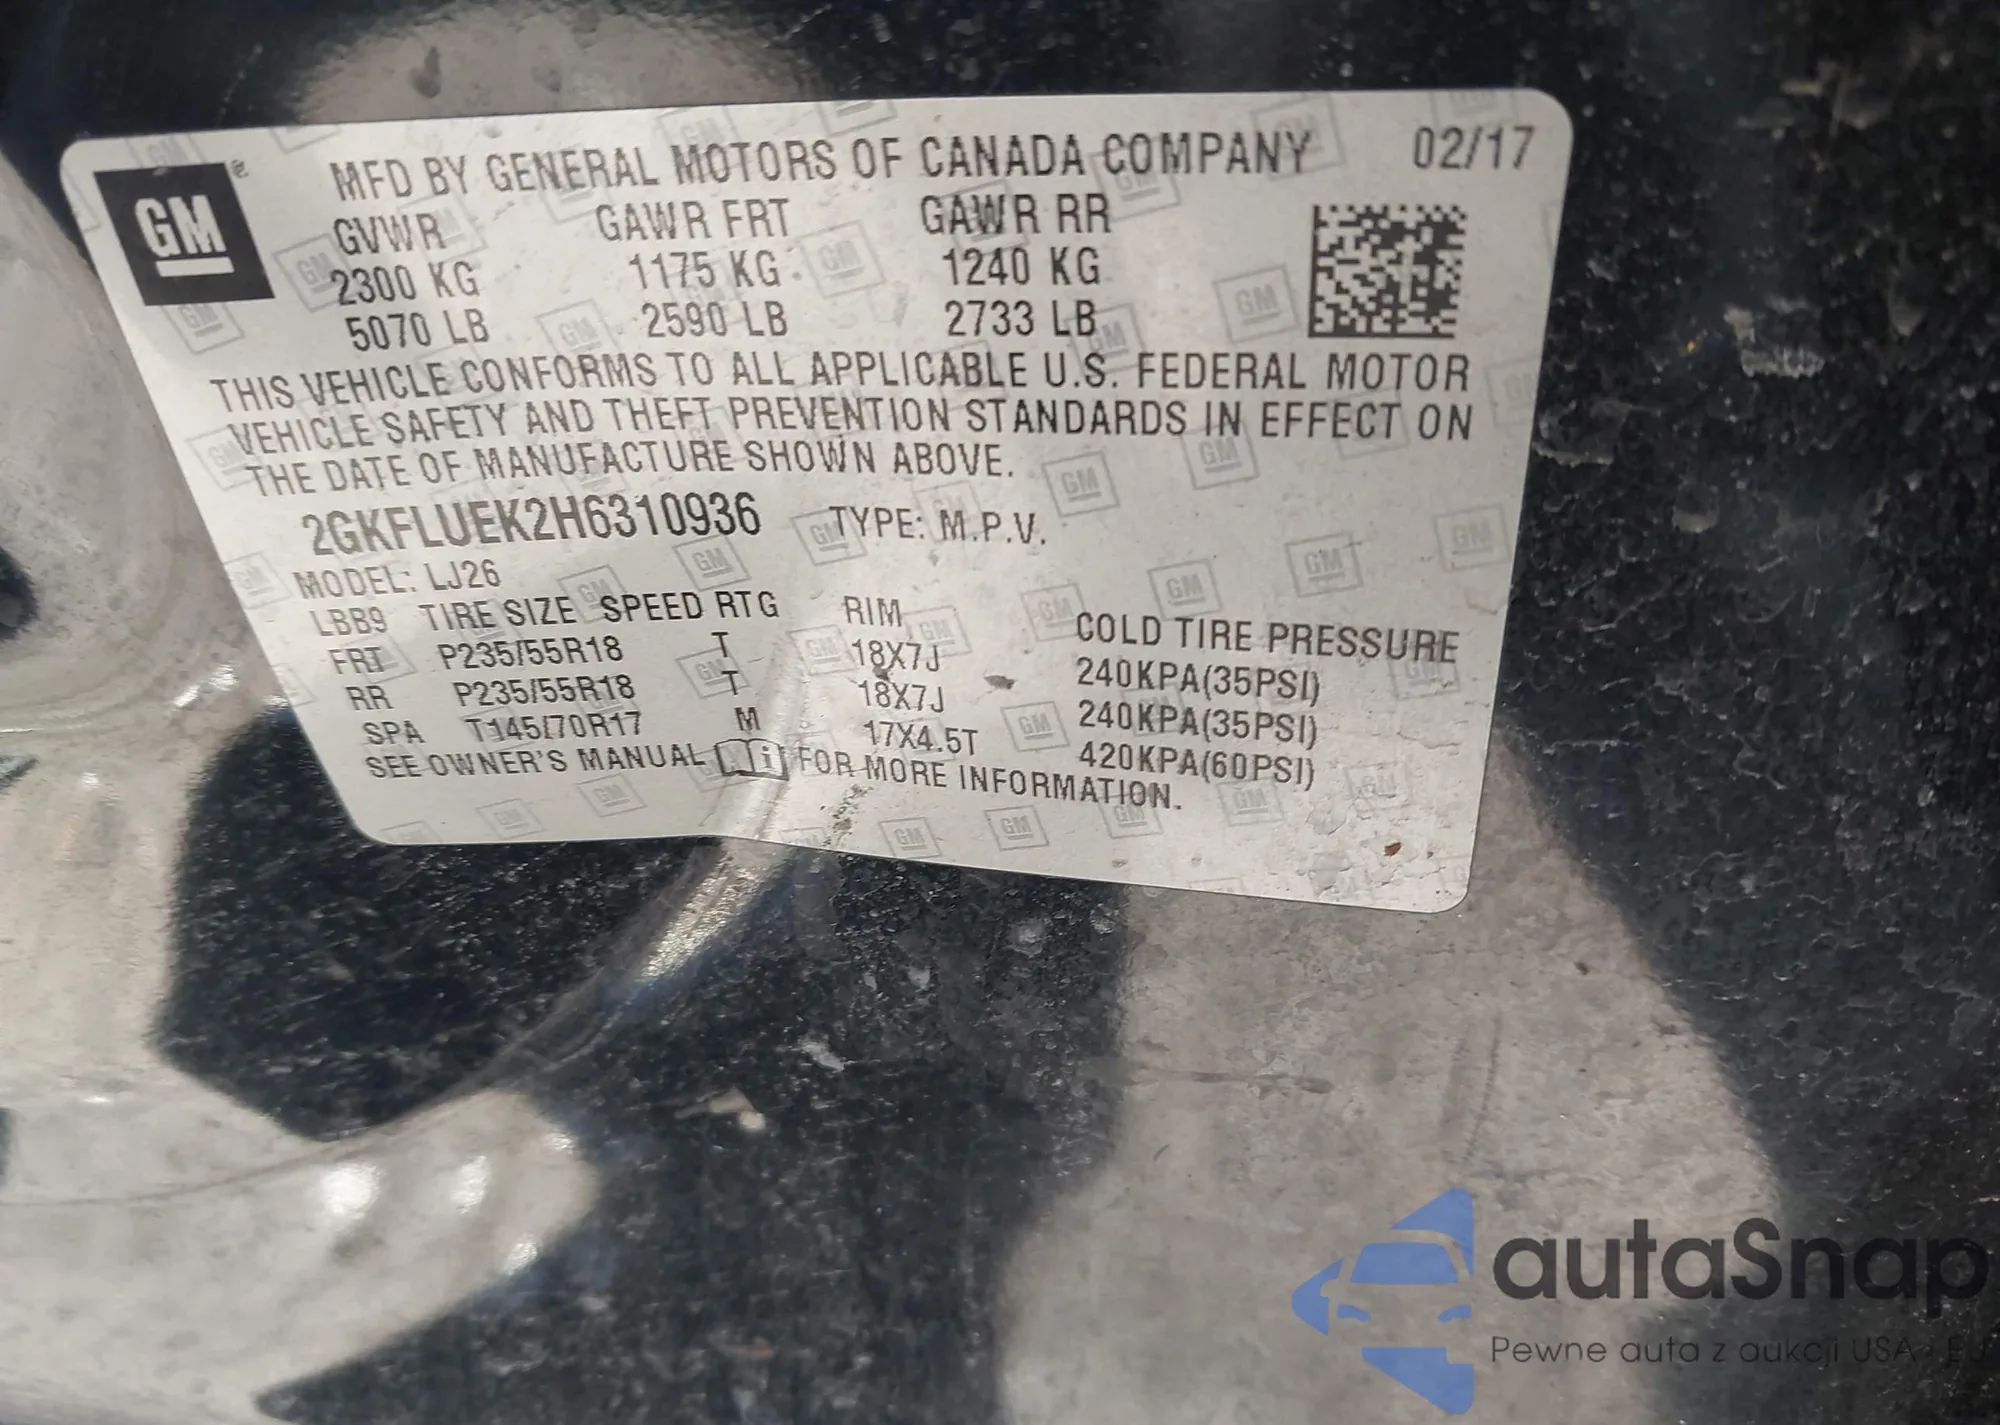 GM ® MFD BY GENERAL MOTORS OF CANADA COMPANY 02/17
GVWR GAWR FRT GAWR RR
2300 KG 1175 KG 1240 KG
5070 LB 2590 LB 2733 LB
THIS VEHICLE CONFORMS TO ALL APPLICABLE U.S. FEDERAL MOTOR
VEHICLE SAFETY AND THEFT PREVENTION STANDARDS IN EFFECT ON
THE DATE OF MANUFACTURE SHOWN ABOVE.
2GKFLUEK2H6310936 TYPE: M.P.V.
MODEL: LJ26
LBB9 TIRE SIZE SPEED RTG RIM COLD TIRE PRESSURE
FRT P235/55R18 T 18X7J 240KPA(35PSI)
RR P235/55R18 T 18X7J 240KPA(35PSI)
SPA T145/70R17 M 17X4.5T 420KPA(60PSI)
SEE OWNER'S MANUAL FOR MORE INFORMATION.
autaSnap
Pewne auta z aukcji USA - EU